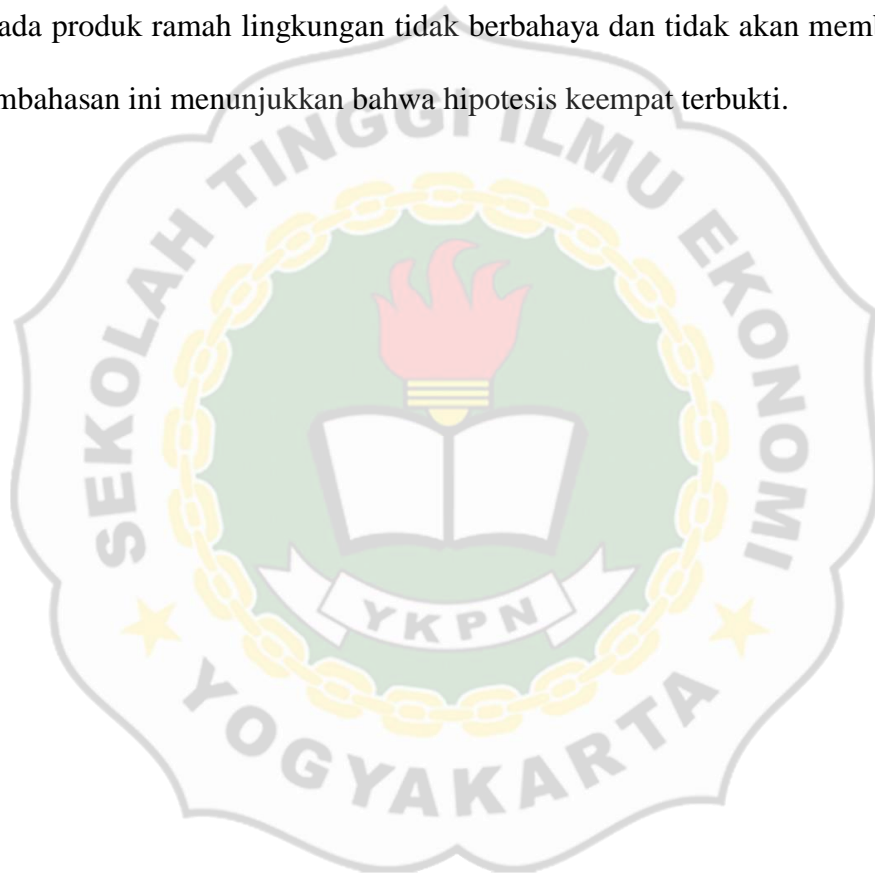 ada produk ramah lingkungan tidak berbahaya dan tidak akan memb
mbahasan ini menunjukkan bahwa hipotesis keempat terbukti.
SEKOLAH TINGGI ILMU EKONOMI
YKPN
YOGYAKARTA